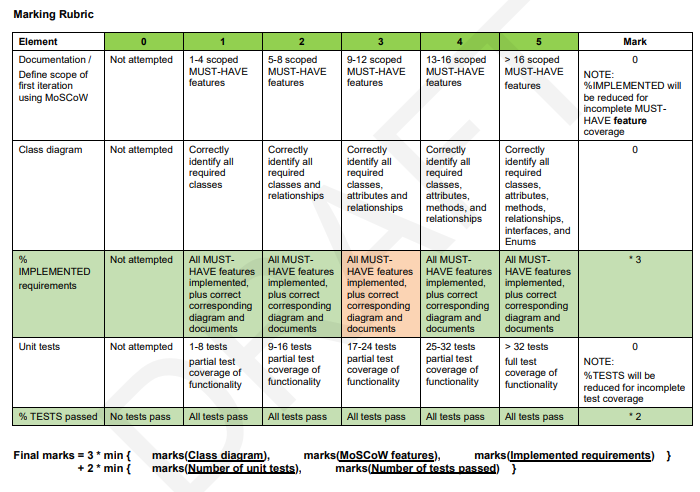 Marking Rubric
Element 0 1 2 3 4 5 Mark
Documentation / Define scope of first iteration using MoSCoW
Not attempted
1-4 scoped MUST-HAVE features
5-8 scoped MUST-HAVE features
9-12 scoped MUST-HAVE features
13-16 scoped MUST-HAVE features
> 16 scoped MUST-HAVE features
0
NOTE:
%IMPLEMENTED will be reduced for incomplete MUST-HAVE feature coverage
Class diagram
Not attempted
Correctly identify all required classes
Correctly identify all required classes and relationships
Correctly identify all required classes, attributes and relationships
Correctly identify all required classes, attributes, methods, and relationships
Correctly identify all required classes, attributes, methods, relationships, interfaces, and Enums
0
% IMPLEMENTED requirements
Not attempted
All MUST-HAVE features implemented, plus correct corresponding diagram and documents
All MUST-HAVE features implemented, plus correct corresponding diagram and documents
All MUST-HAVE features implemented, plus correct corresponding diagram and documents
All MUST-HAVE features implemented, plus correct corresponding diagram and documents
All MUST-HAVE features implemented, plus correct corresponding diagram and documents
* 3
Unit tests
Not attempted
1-8 tests partial test coverage of functionality
9-16 tests partial test coverage of functionality
17-24 tests partial test coverage of functionality
25-32 tests partial test coverage of functionality
> 32 tests full test coverage of functionality
0
NOTE:
%TESTS will be reduced for incomplete test coverage
% TESTS passed
No tests pass
All tests pass
All tests pass
All tests pass
All tests pass
All tests pass
* 2
Final marks = 3 * min { marks(Class diagram), marks(MoSCoW features), marks(Implemented requirements) }
+ 2 * min { marks(Number of unit tests), marks(Number of tests passed) }
DRAFT